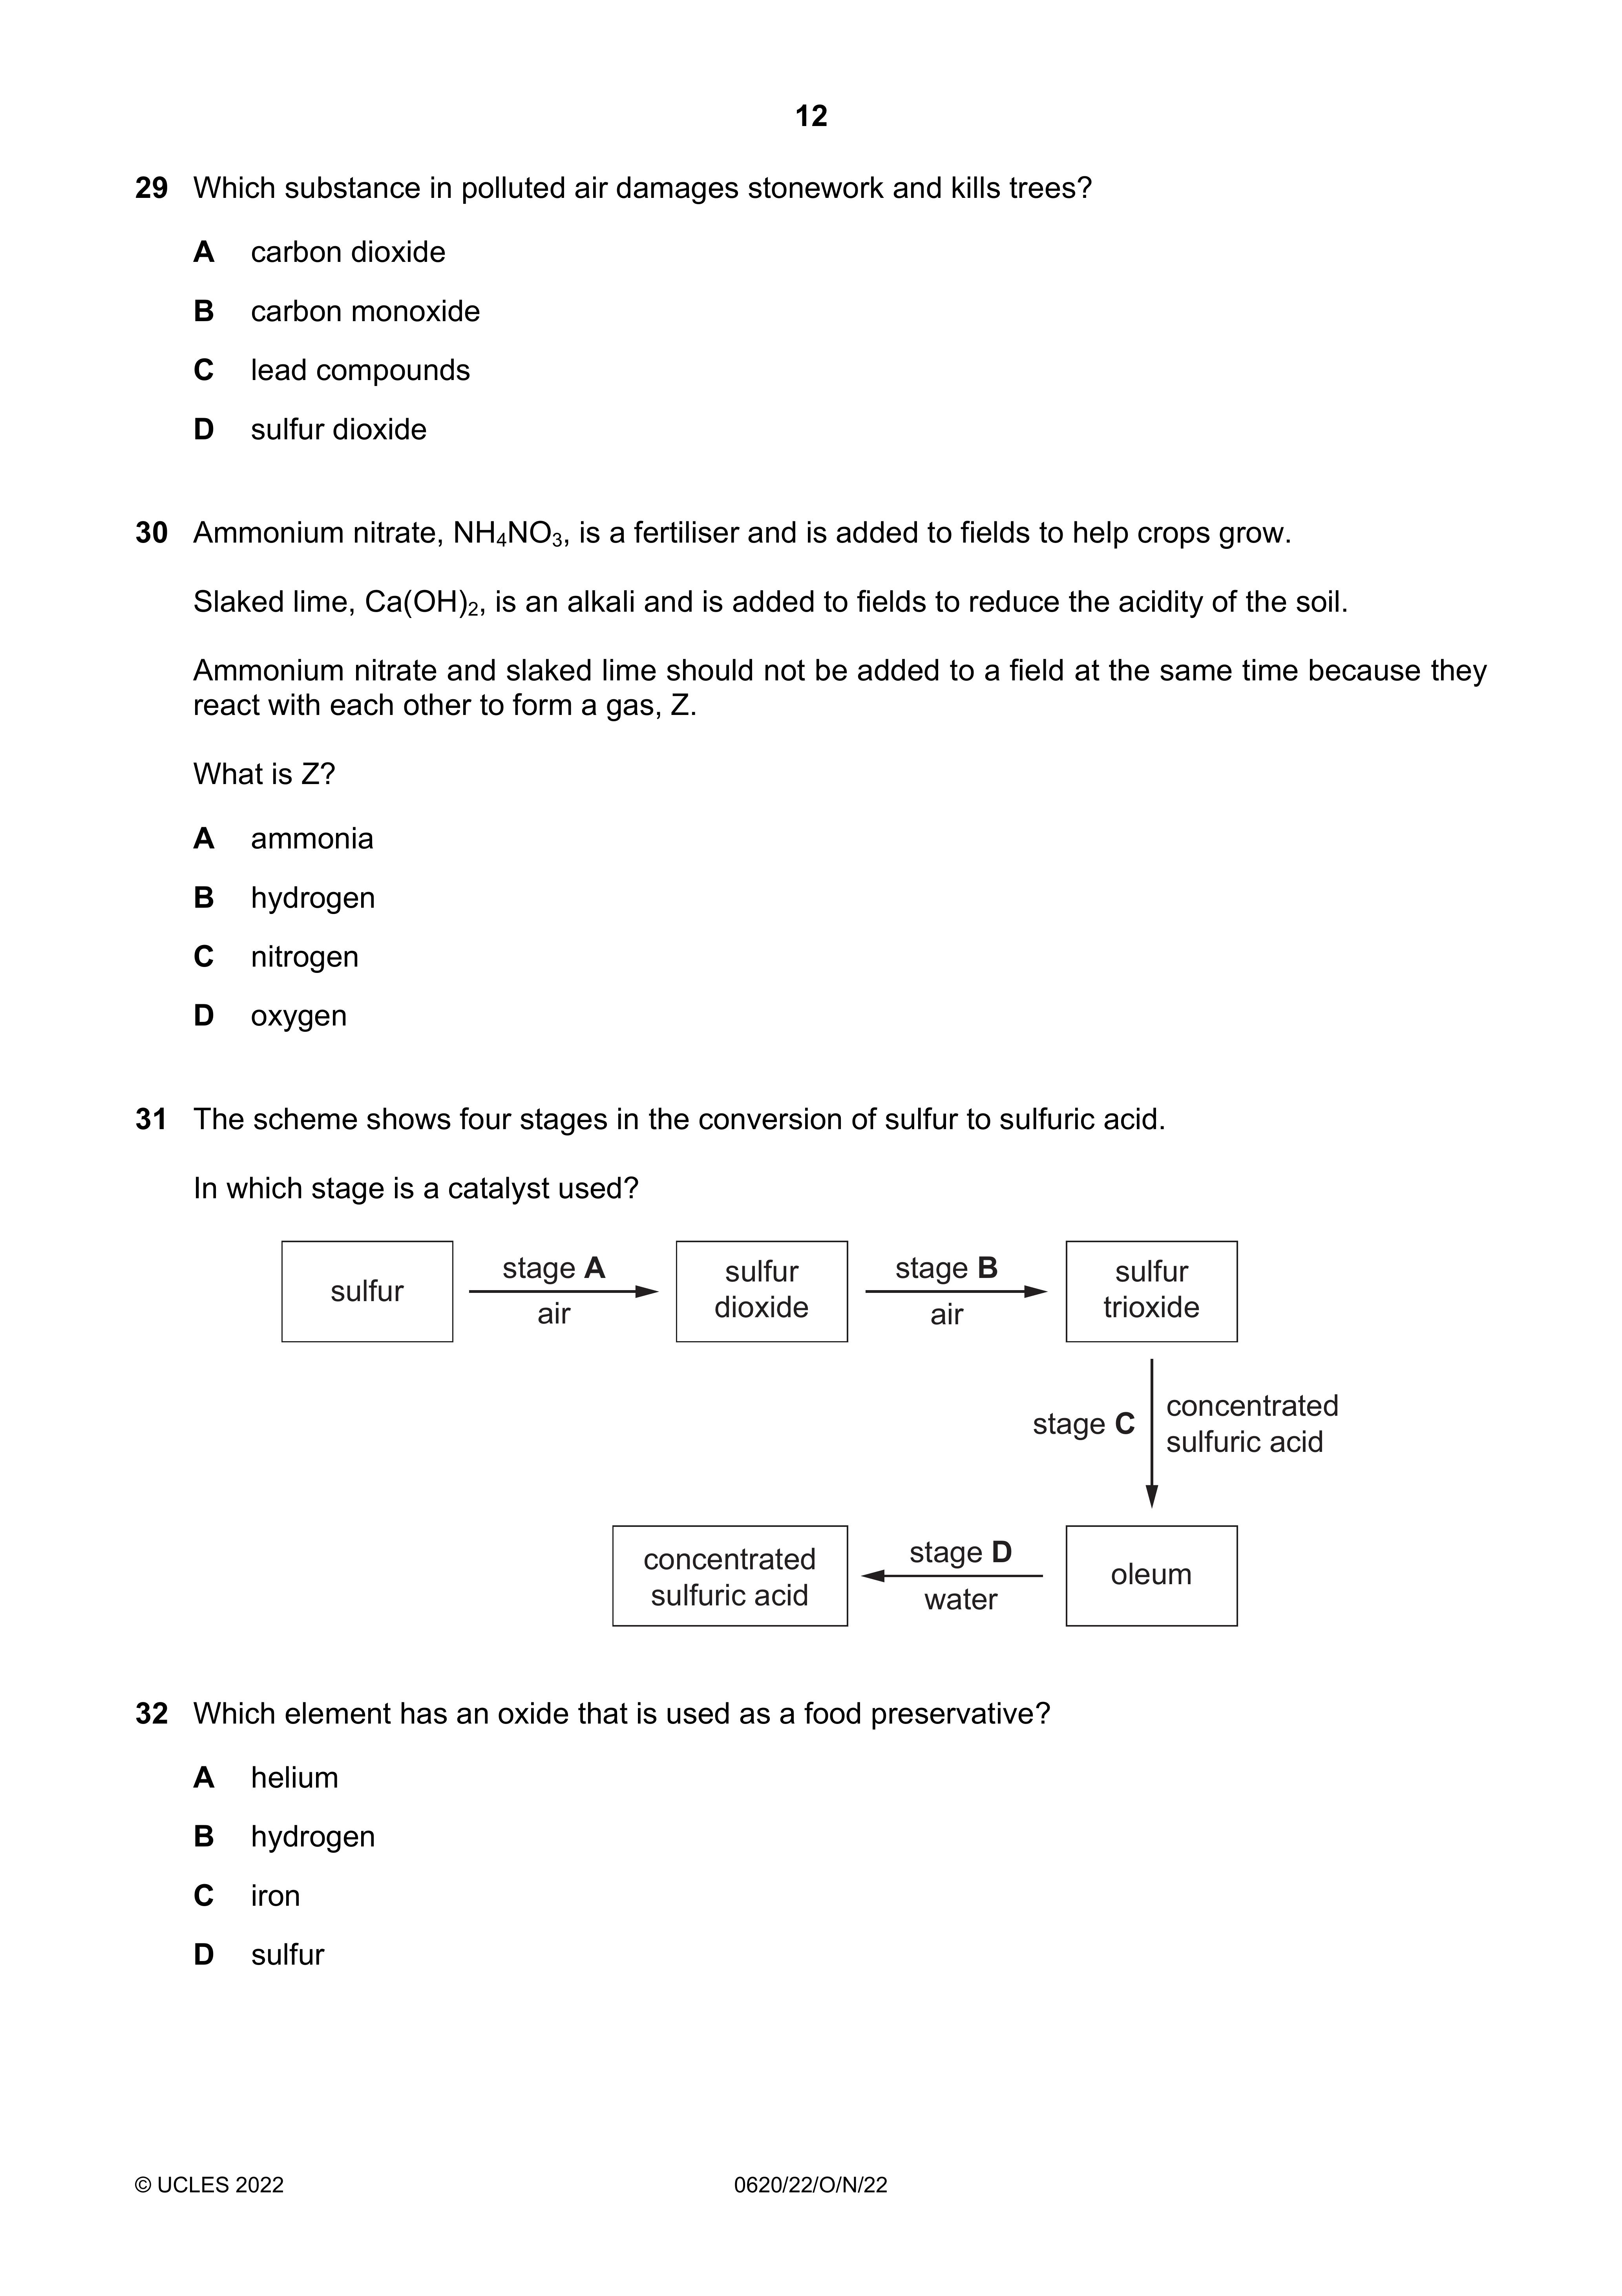 12
29 Which substance in polluted air damages stonework and kills trees?
A carbon dioxide
B carbon monoxide
C lead compounds
D sulfur dioxide
30 Ammonium nitrate, NH₄NO₃, is a fertiliser and is added to fields to help crops grow.
Slaked lime, Ca(OH)₂, is an alkali and is added to fields to reduce the acidity of the soil.
Ammonium nitrate and slaked lime should not be added to a field at the same time because they
react with each other to form a gas, Z.
What is Z?
A ammonia
B hydrogen
C nitrogen
D oxygen
31 The scheme shows four stages in the conversion of sulfur to sulfuric acid.
In which stage is a catalyst used?
sulfur
stage A
air
sulfur
dioxide
stage B
air
sulfur
trioxide
stage C
concentrated
sulfuric acid
concentrated
sulfuric acid
stage D
water
oleum
32 Which element has an oxide that is used as a food preservative?
A helium
B hydrogen
C iron
D sulfur
© UCLES 2022
0620/22/O/N/22